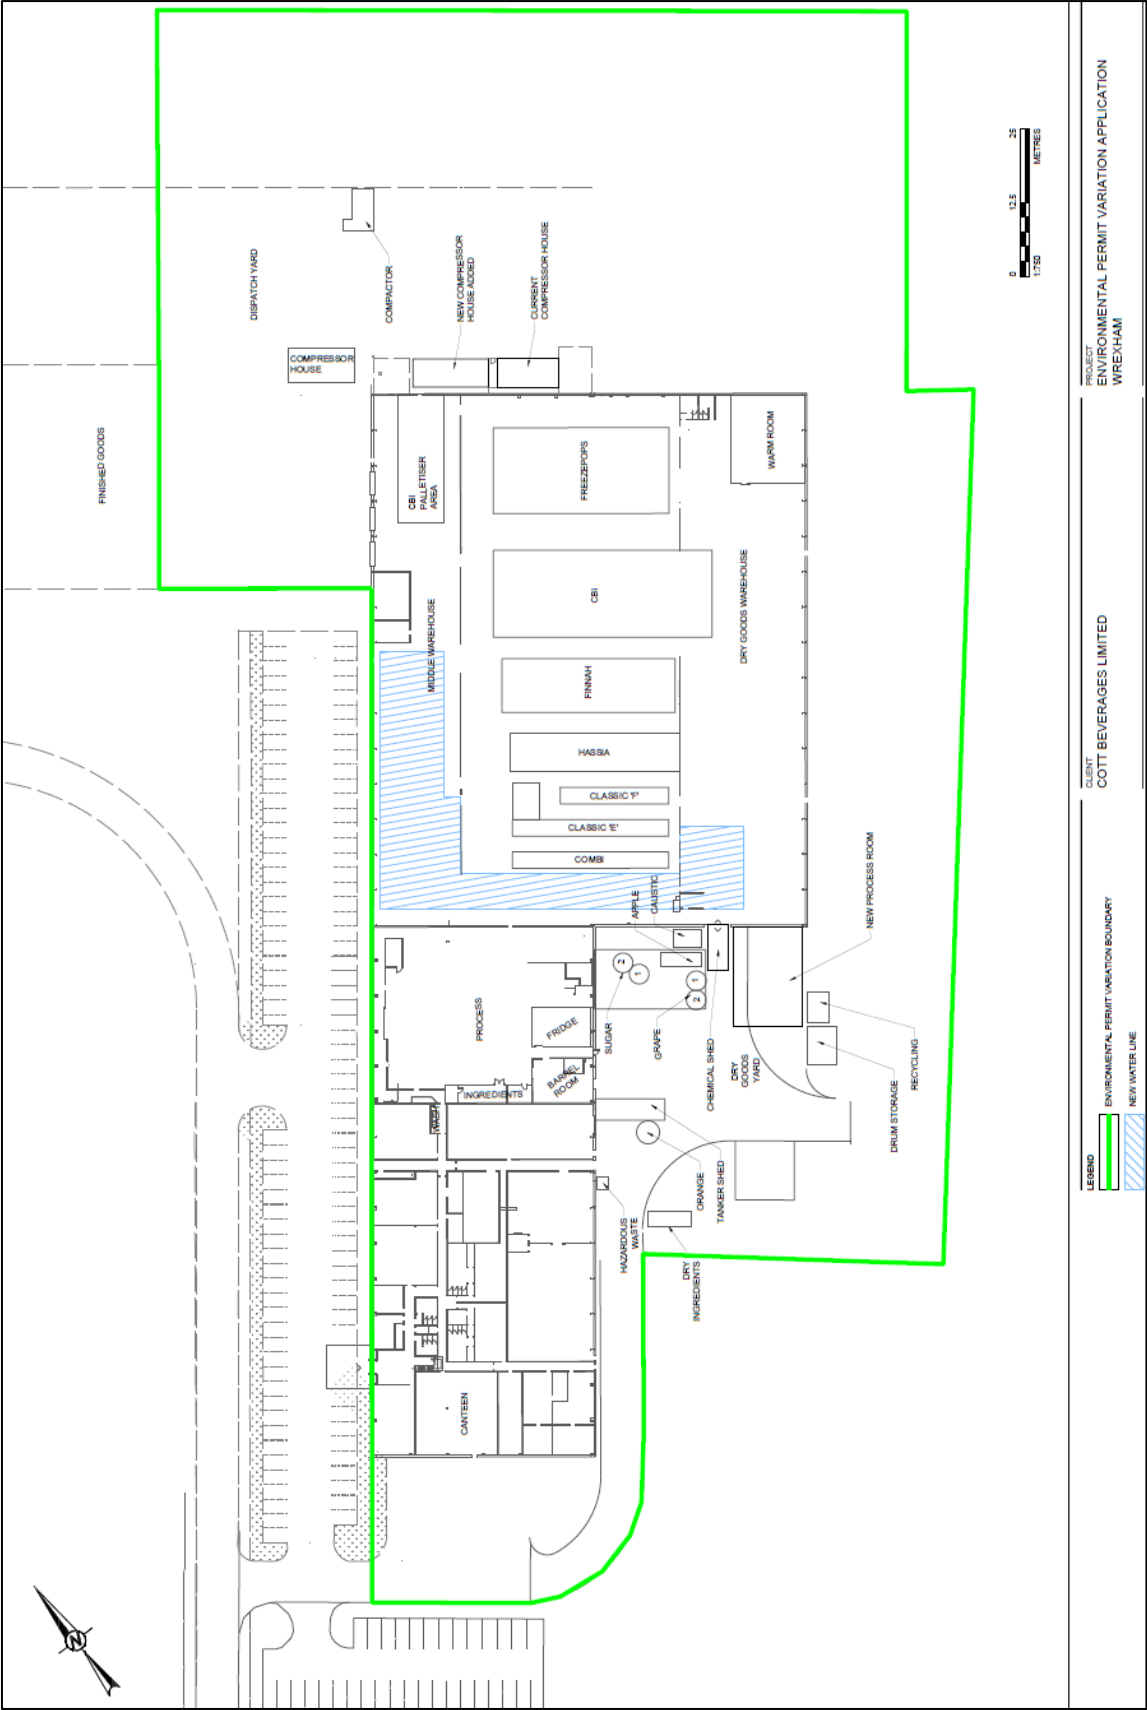 FINISHED GOODS
DISPATCH YARD
COMPRESSOR
HOUSE
COMPACTOR
NEW COMPRESSOR
HOUSE ADDED
CURRENT
COMPRESSOR HOUSE
CBI
PALLETISER
AREA
FREEZEPOPS
WARM ROOM
MIDDLE WAREHOUSE
CBI
DRY GOODS WAREHOUSE
FINNAH
HASSIA
CLASSIC 'F'
CLASSIC 'E'
COMBI
APPLE
CAUSTIC
NEW PROCESS ROOM
PROCESS
FRIDGE
BARREL
ROOM
INGREDIENTS
WASH
2
1
1
2
SUGAR
GRAPE
CHEMICAL SHED
DRY
GOODS
YARD
RECYCLING
DRUM STORAGE
ORANGE
TANKER SHED
HAZARDOUS
WASTE
DRY
INGREDIENTS
CANTEEN
N
0 12.5 25
1:750 METRES
LEGEND
ENVIRONMENTAL PERMIT VARIATION BOUNDARY
NEW WATER LINE
CLIENT
COTT BEVERAGES LIMITED
PROJECT
ENVIRONMENTAL PERMIT VARIATION APPLICATION
WREXHAM